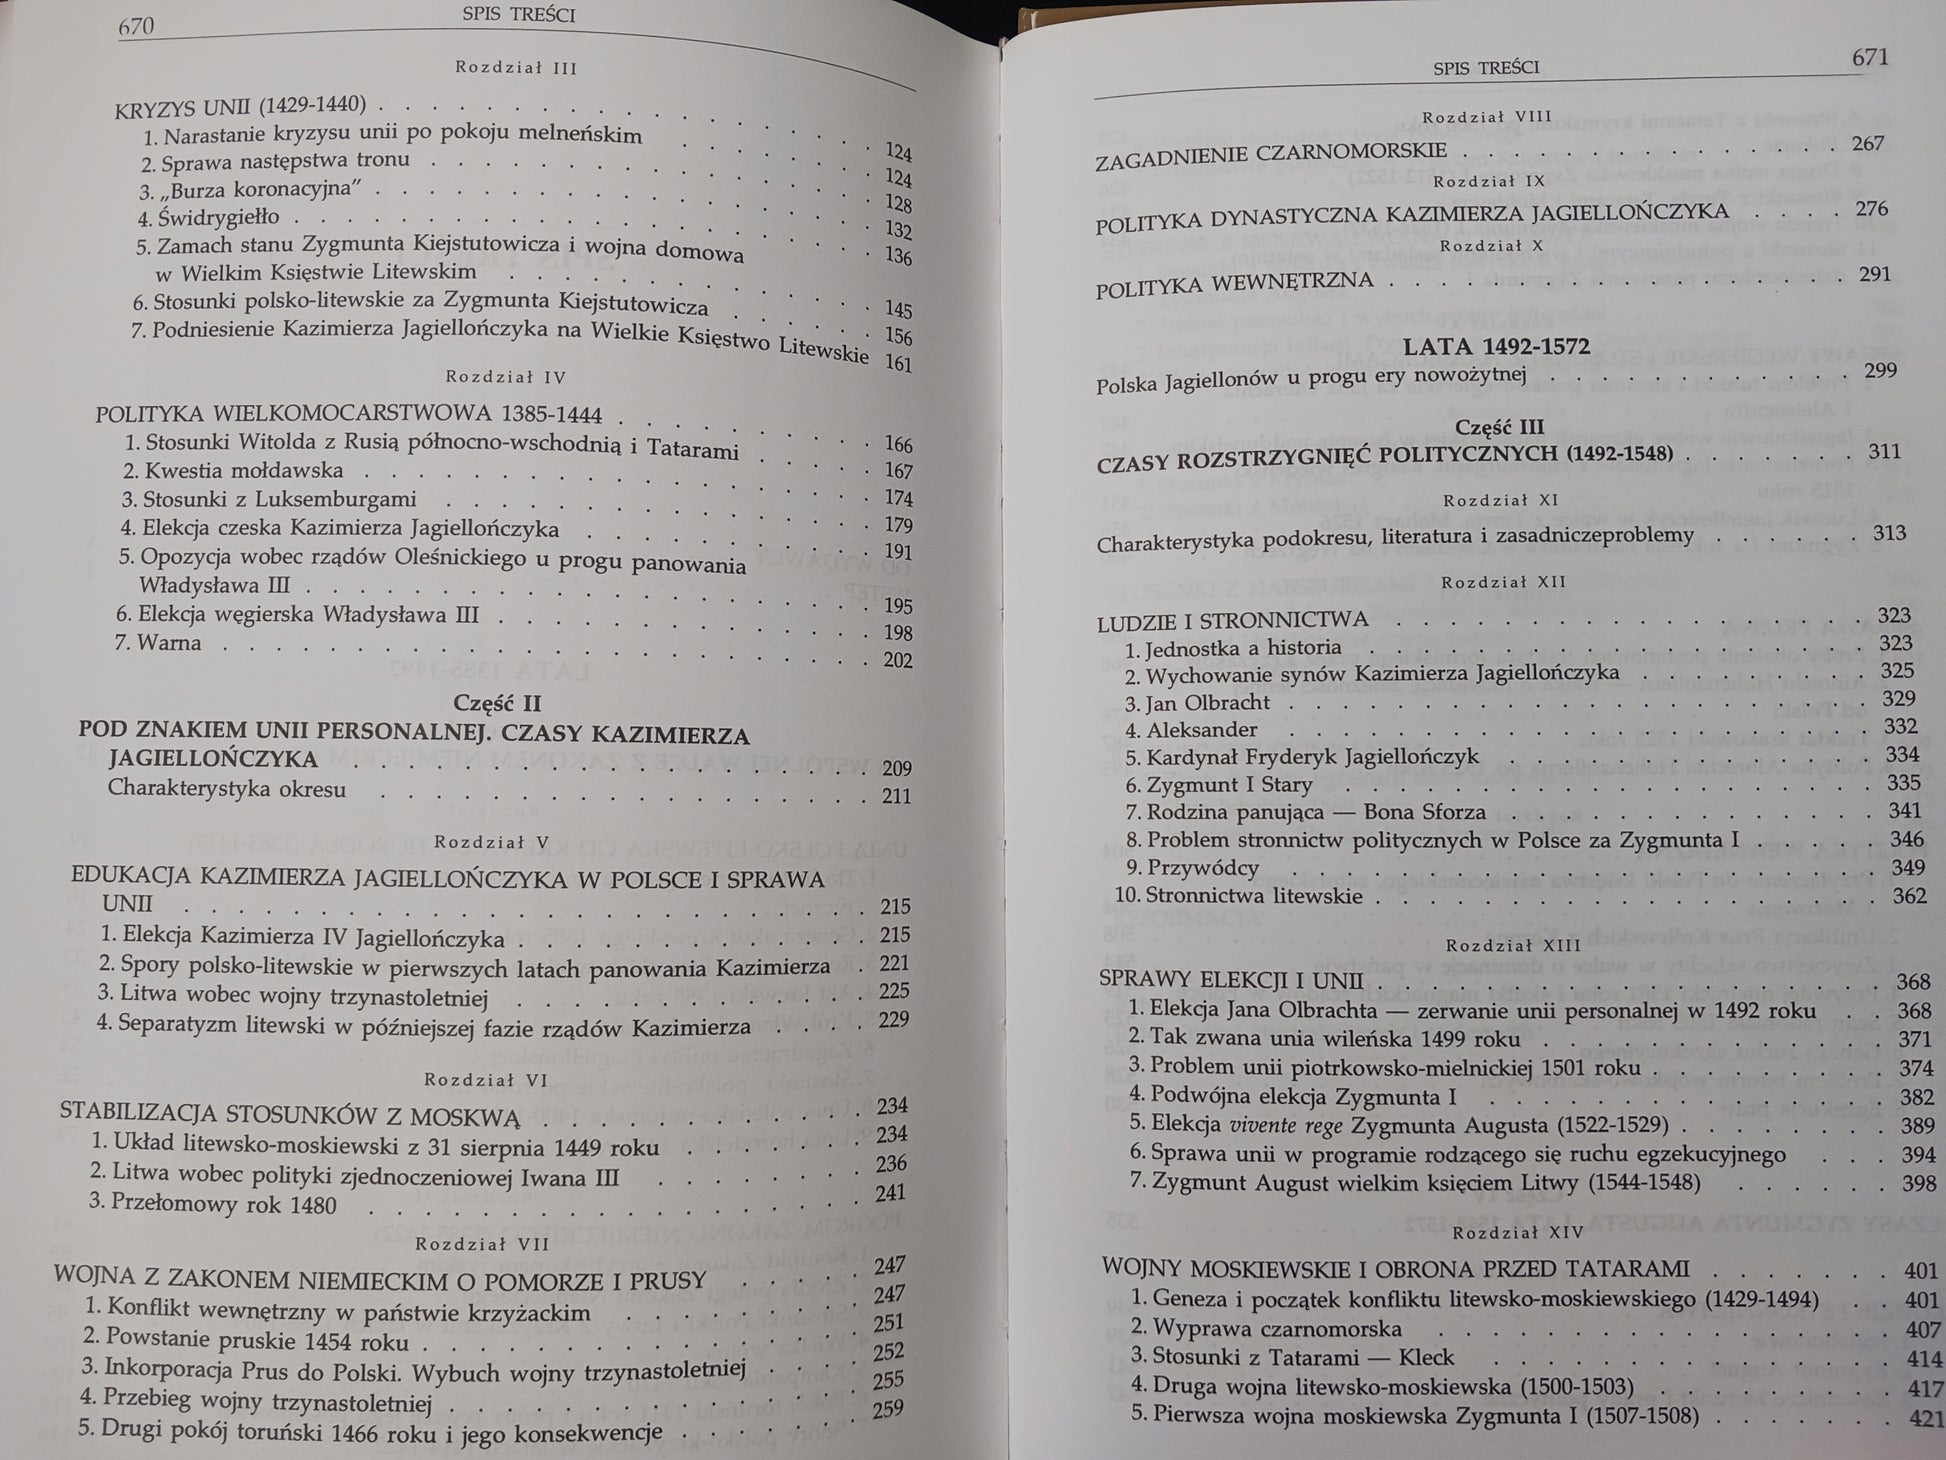 670
SPIS TREŚCI
Rozdział III
KRYZYS UNII (1429-1440) . . . . . . . . . . 124
1. Narastanie kryzysu unii po pokoju melneńskim . . . . . 124
2. Sprawa następstwa tronu . . . . . . . . . . 128
3. „Burza koronacyjna” . . . . . . . . . . 132
4. Świdrygiełło . . . . . . . . . . 136
5. Zamach stanu Zygmunta Kiejstutowicza i wojna domowa
w Wielkim Księstwie Litewskim . . . . . . . . . . 145
6. Stosunki polsko-litewskie za Zygmunta Kiejstutowicza . . . . . 156
7. Podniesienie Kazimierza Jagiellończyka na Wielkie Księstwo Litewskie 161
Rozdział IV
POLITYKA WIELKOMOCARSTWOWA 1385-1444 . . . . . . . . . . 166
1. Stosunki Witolda z Rusią północno-wschodnią i Tatarami . . . . . 167
2. Kwestia mołdawska . . . . . . . . . . 174
3. Stosunki z Luksemburgami . . . . . . . . . . 179
4. Elekcja czeska Kazimierza Jagiellończyka . . . . . . . . . . 191
5. Opozycja wobec rządów Oleśnickiego u progu panowania
Władysława III . . . . . . . . . . 195
6. Elekcja węgierska Władysława III . . . . . . . . . . 198
7. Warna . . . . . . . . . . 202
Część II
POD ZNAKIEM UNII PERSONALNEJ. CZASY KAZIMIERZA
JAGIELLOŃCZYKA . . . . . . . . . . 209
Charakterystyka okresu . . . . . . . . . . 211
Rozdział V
EDUKACJA KAZIMIERZA JAGIELLOŃCZYKA W POLSCE I SPRAWA
UNII . . . . . . . . . . 215
1. Elekcja Kazimierza IV Jagiellończyka . . . . . . . . . . 215
2. Spory polsko-litewskie w pierwszych latach panowania Kazimierza . 221
3. Litwa wobec wojny trzynastoletniej . . . . . . . . . . 225
4. Separatyzm litewski w późniejszej fazie rządów Kazimierza . . . . 229
Rozdział VI
STABILIZACJA STOSUNKÓW Z MOSKWĄ . . . . . . . . . . 234
1. Układ litewsko-moskiewski z 31 sierpnia 1449 roku . . . . . . . 234
2. Litwa wobec polityki zjednoczeniowej Iwana III . . . . . . . . 236
3. Przełomowy rok 1480 . . . . . . . . . . 241
Rozdział VII
WOJNA Z ZAKONEM NIEMIECKIM O POMORZE I PRUSY . . . . . 247
1. Konflikt wewnętrzny w państwie krzyżackim . . . . . . . . . 247
2. Powstanie pruskie 1454 roku . . . . . . . . . . 251
3. Inkorporacja Prus do Polski. Wybuch wojny trzynastoletniej . . . . 252
4. Przebieg wojny trzynastoletniej . . . . . . . . . . 255
5. Drugi pokój toruński 1466 roku i jego konsekwencje . . . . . . . 259
SPIS TREŚCI
671
Rozdział VIII
ZAGADNIENIE CZARNOMORSKIE . . . . . . . . . . 267
Rozdział IX
POLITYKA DYNASTYCZNA KAZIMIERZA JAGIELLOŃCZYKA . . . . 276
Rozdział X
POLITYKA WEWNĘTRZNA . . . . . . . . . . 291
LATA 1492-1572
Polska Jagiellonów u progu ery nowożytnej . . . . . . . . . . 299
Część III
CZASY ROZSTRZYGNIĘĆ POLITYCZNYCH (1492-1548) . . . . . . . 311
Rozdział XI
Charakterystyka podokresu, literatura i zasadniczeproblemy . . . . . . 313
Rozdział XII
LUDZIE I STRONNICTWA . . . . . . . . . . 323
1. Jednostka a historia . . . . . . . . . . 323
2. Wychowanie synów Kazimierza Jagiellończyka . . . . . . . . . 325
3. Jan Olbracht . . . . . . . . . . 329
4. Aleksander . . . . . . . . . . 332
5. Kardynał Fryderyk Jagiellończyk . . . . . . . . . . 334
6. Zygmunt I Stary . . . . . . . . . . 335
7. Rodzina panująca — Bona Sforza . . . . . . . . . . 341
8. Problem stronnictw politycznych w Polsce za Zygmunta I . . . . . 346
9. Przywódcy . . . . . . . . . . 349
10. Stronnictwa litewskie . . . . . . . . . . 362
Rozdział XIII
SPRAWY ELEKCJI I UNII . . . . . . . . . . 368
1. Elekcja Jana Olbrachta — zerwanie unii personalnej w 1492 roku . . 368
2. Tak zwana unia wileńska 1499 roku . . . . . . . . . . 371
3. Problem unii piotrkowsko-mielnickiej 1501 roku . . . . . . . . . 374
4. Podwójna elekcja Zygmunta I . . . . . . . . . . 382
5. Elekcja vivente rege Zygmunta Augusta (1522-1529) . . . . . . . . 389
6. Sprawa unii w programie rodzącego się ruchu egzekucyjnego . . . 394
7. Zygmunt August wielkim księciem Litwy (1544-1548) . . . . . . 398
Rozdział XIV
WOJNY MOSKIEWSKIE I OBRONA PRZED TATARAMI . . . . . . . 401
1. Geneza i początek konfliktu litewsko-moskiewskiego (1429-1494) . . 401
2. Wyprawa czarnomorska . . . . . . . . . . 407
3. Stosunki z Tatarami — Kleck . . . . . . . . . . 414
4. Druga wojna litewsko-moskiewska (1500-1503) . . . . . . . . . 417
5. Pierwsza wojna moskiewska Zygmunta I (1507-1508) . . . . . . . 421